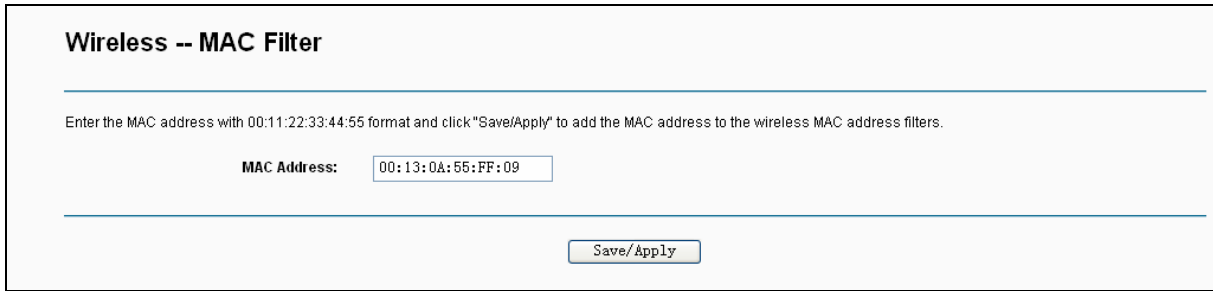 Wireless -- MAC Filter
Enter the MAC address with 00:11:22:33:44:55 format and click "Save/Apply" to add the MAC address to the wireless MAC address filters.
MAC Address: 00:13:0A:55:FF:09
Save/Apply